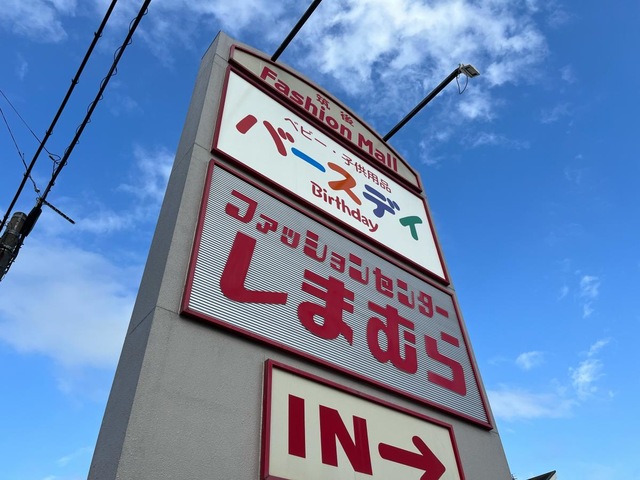 筑後
Fashion Mall
ベビー・子供用品
バースデイ
Birthday
ファッションセンター
しまむら
IN→